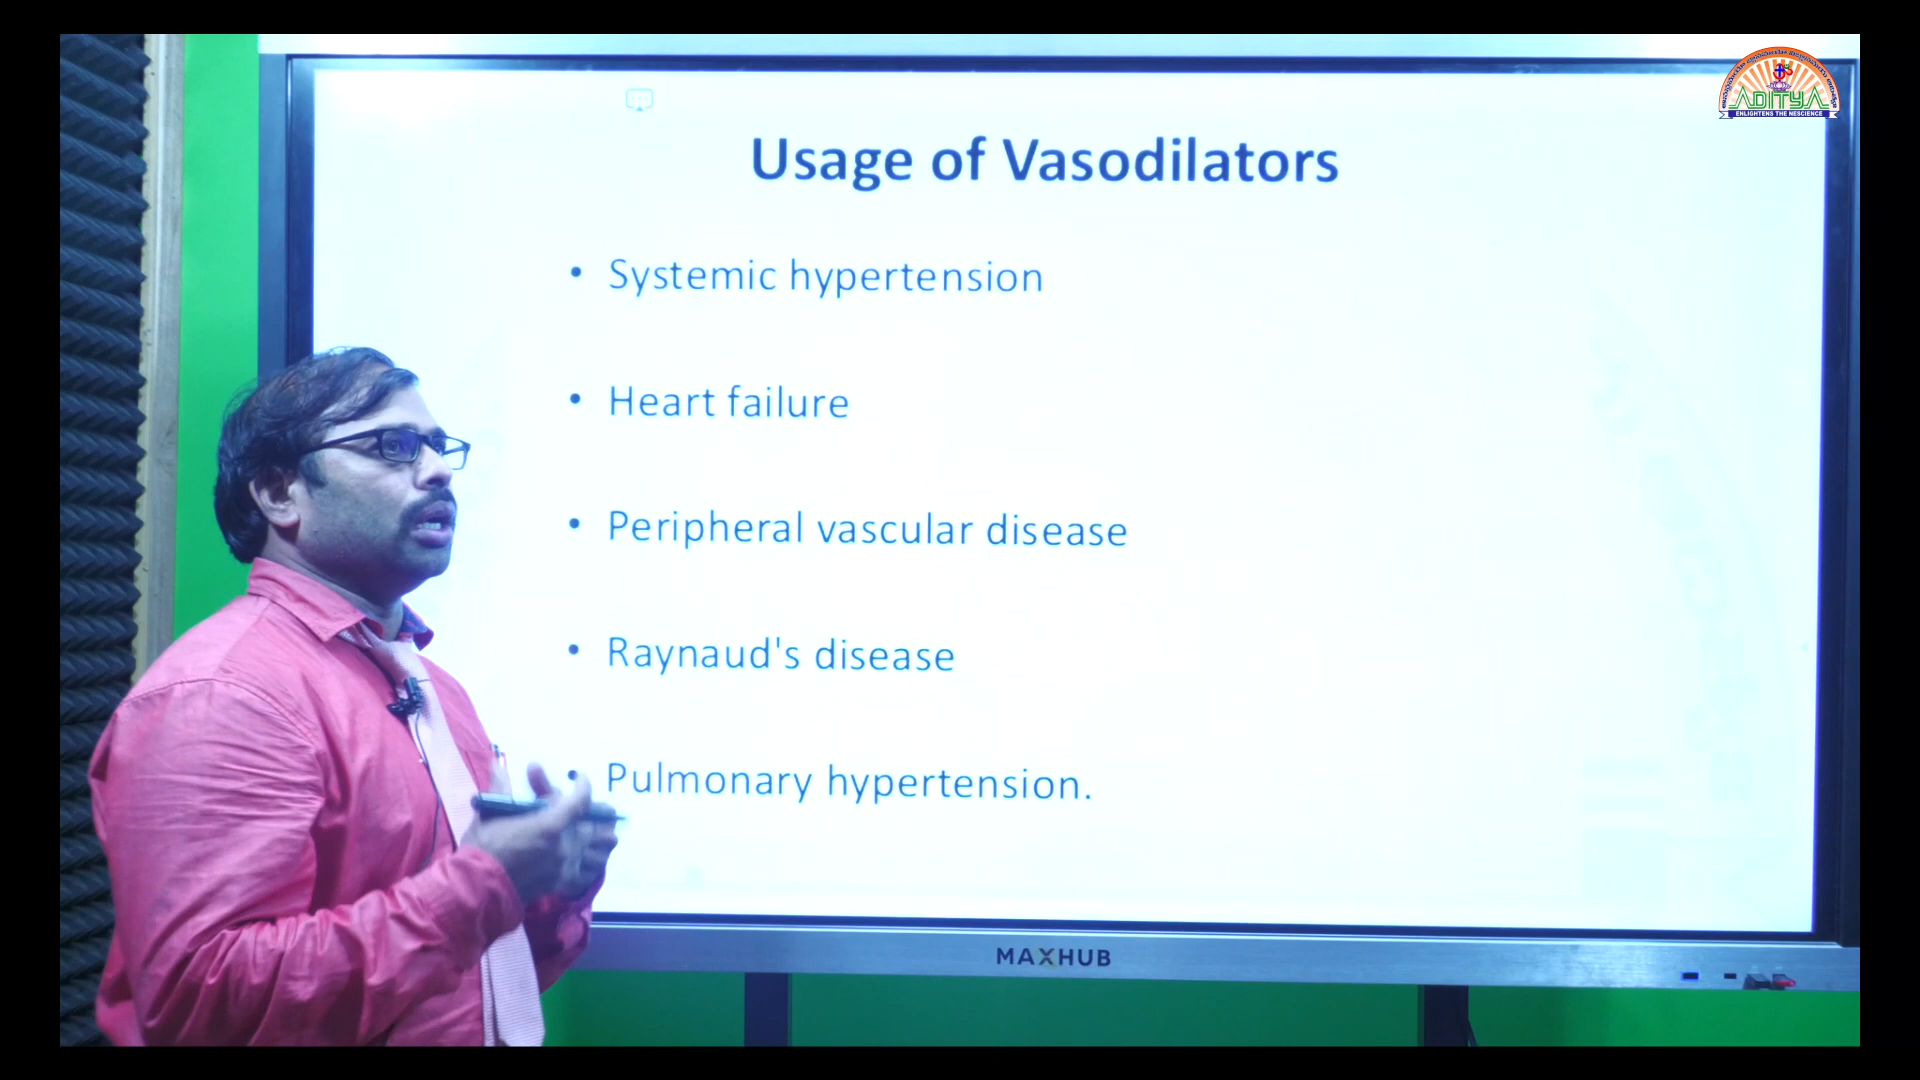 ADITYA
ENLIGHTENS THE NESCIENCE
Usage of Vasodilators
• Systemic hypertension
• Heart failure
• Peripheral vascular disease
• Raynaud's disease
• Pulmonary hypertension.
MAXHUB